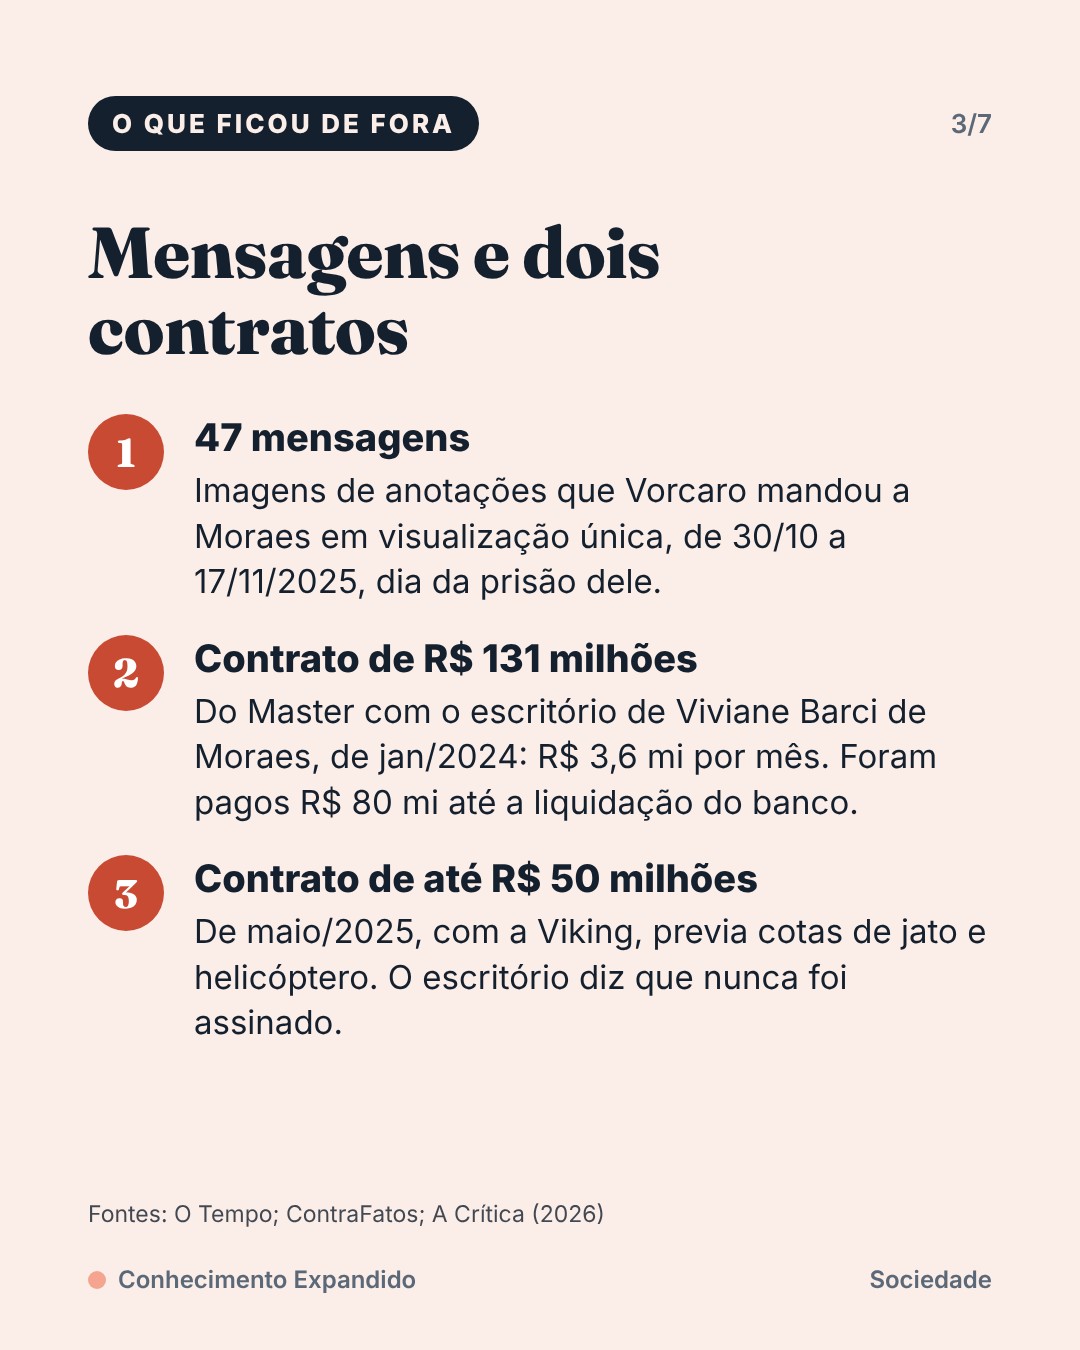 O QUE FICOU DE FORA
3/7
Mensagens e dois
contratos
1
47 mensagens
Imagens de anotações que Vorcaro mandou a
Moraes em visualização única, de 30/10 a
17/11/2025, dia da prisão dele.
2
Contrato de R$ 131 milhões
Do Master com o escritório de Viviane Barci de
Moraes, de jan/2024: R$ 3,6 mi por mês. Foram
pagos R$ 80 mi até a liquidação do banco.
3
Contrato de até R$ 50 milhões
De maio/2025, com a Viking, previa cotas de jato e
helicóptero. O escritório diz que nunca foi
assinado.
Fontes: O Tempo; ContraFatos; A Crítica (2026)
Conhecimento Expandido
Sociedade